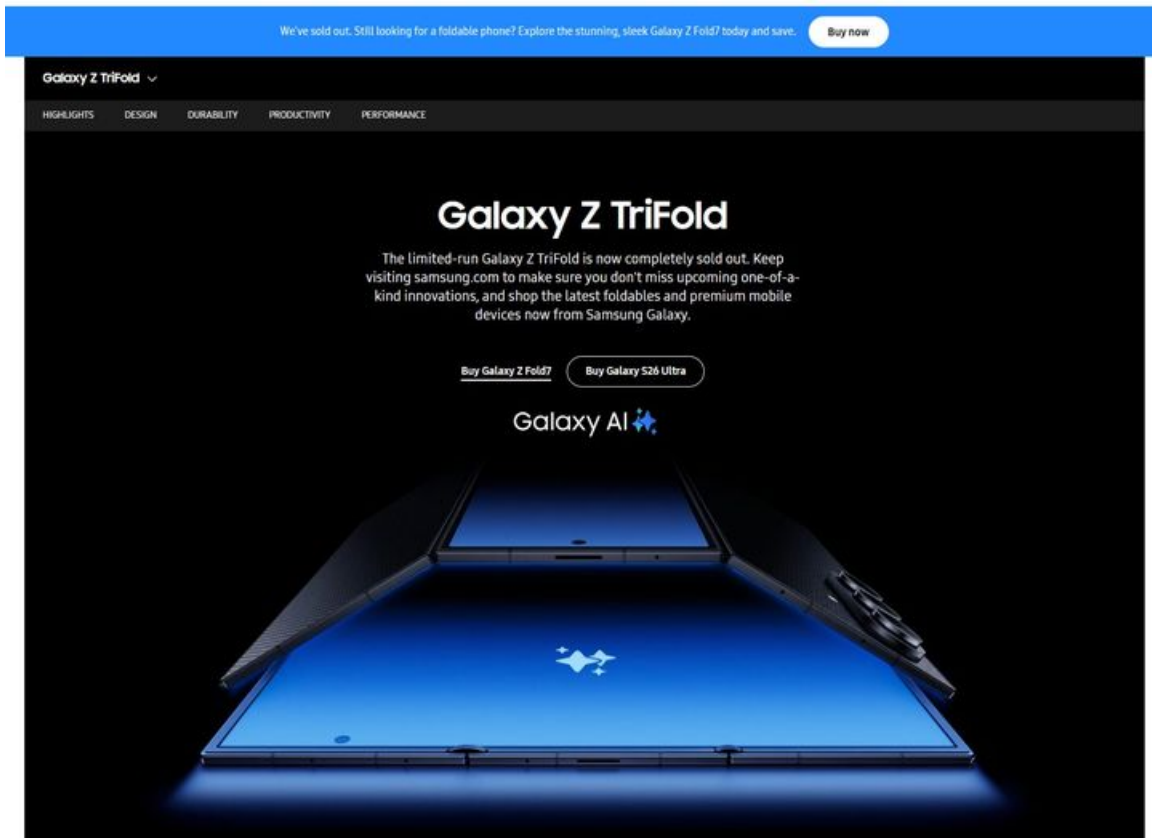 We've sold out. Still looking for a foldable phone? Explore the stunning, sleek Galaxy Z Fold7 today and save.
Buy now
Galaxy Z TriFold
HIGHLIGHTS DESIGN DURABILITY PRODUCTIVITY PERFORMANCE
Galaxy Z TriFold
The limited-run Galaxy Z TriFold is now completely sold out. Keep
visiting samsung.com to make sure you don't miss upcoming one-of-a-
kind innovations, and shop the latest foldables and premium mobile
devices now from Samsung Galaxy.
Buy Galaxy Z Fold7 Buy Galaxy S26 Ultra
Galaxy AI